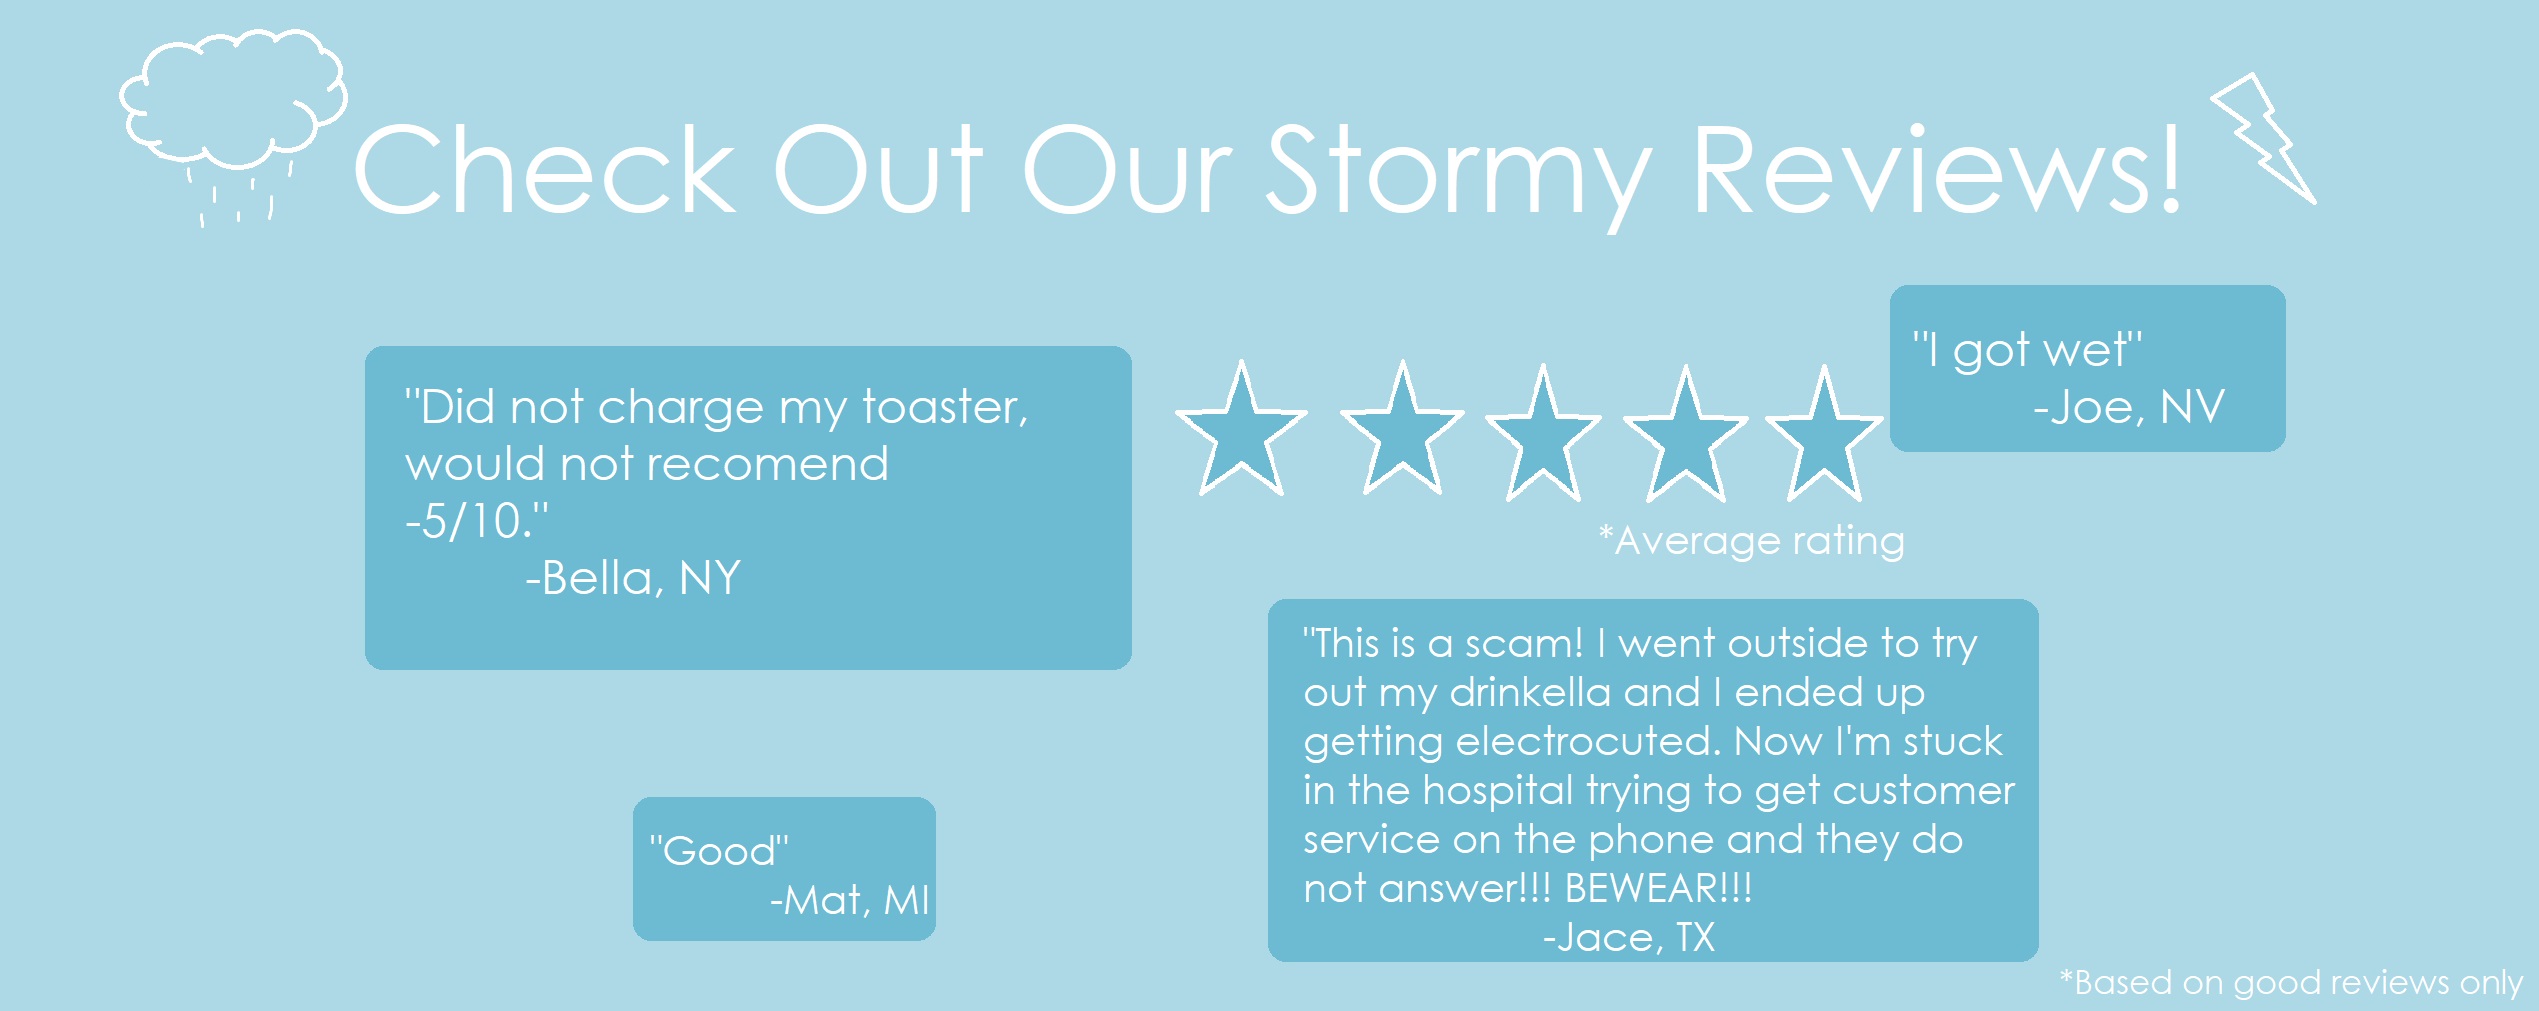 Check Out Our Stormy Reviews!
"Did not charge my toaster,
would not recomend
-5/10."
-Bella, NY
"I got wet"
-Joe, NV
*Average rating
"This is a scam! I went outside to try
out my drinkella and I ended up
getting electrocuted. Now I'm stuck
in the hospital trying to get customer
service on the phone and they do
not answer!!! BEWEAR!!!
-Jace, TX
"Good"
-Mat, MI
*Based on good reviews only